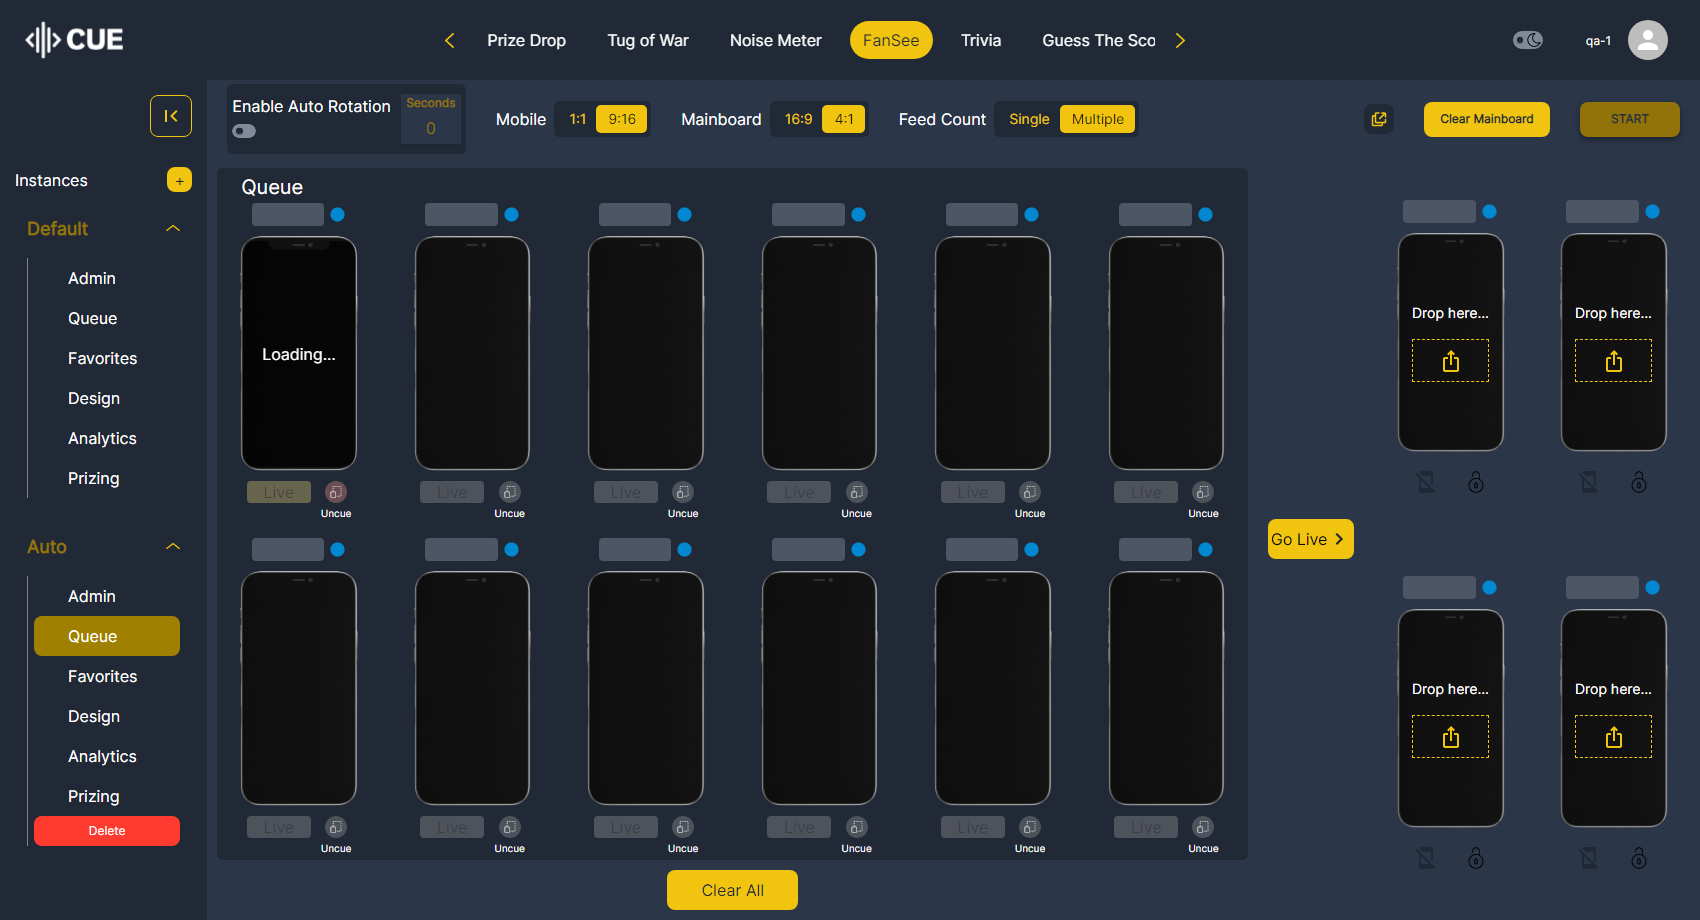 CUE
Prize Drop
Tug of War
Noise Meter
FanSee
Trivia
Guess The Sco
qa-1
Enable Auto Rotation
Seconds
0
Mobile
1:1
9:16
Mainboard
16:9
4:1
Feed Count
Single
Multiple
Clear Mainboard
START
Instances
+
Default
Admin
Queue
Favorites
Design
Analytics
Prizing
Auto
Admin
Queue
Favorites
Design
Analytics
Prizing
Delete
Queue
Loading...
Live
Uncue
Live
Uncue
Live
Uncue
Live
Uncue
Live
Uncue
Live
Uncue
Live
Uncue
Live
Uncue
Live
Uncue
Live
Uncue
Live
Uncue
Live
Uncue
Clear All
Go Live
Drop here...
Drop here...
Drop here...
Drop here...